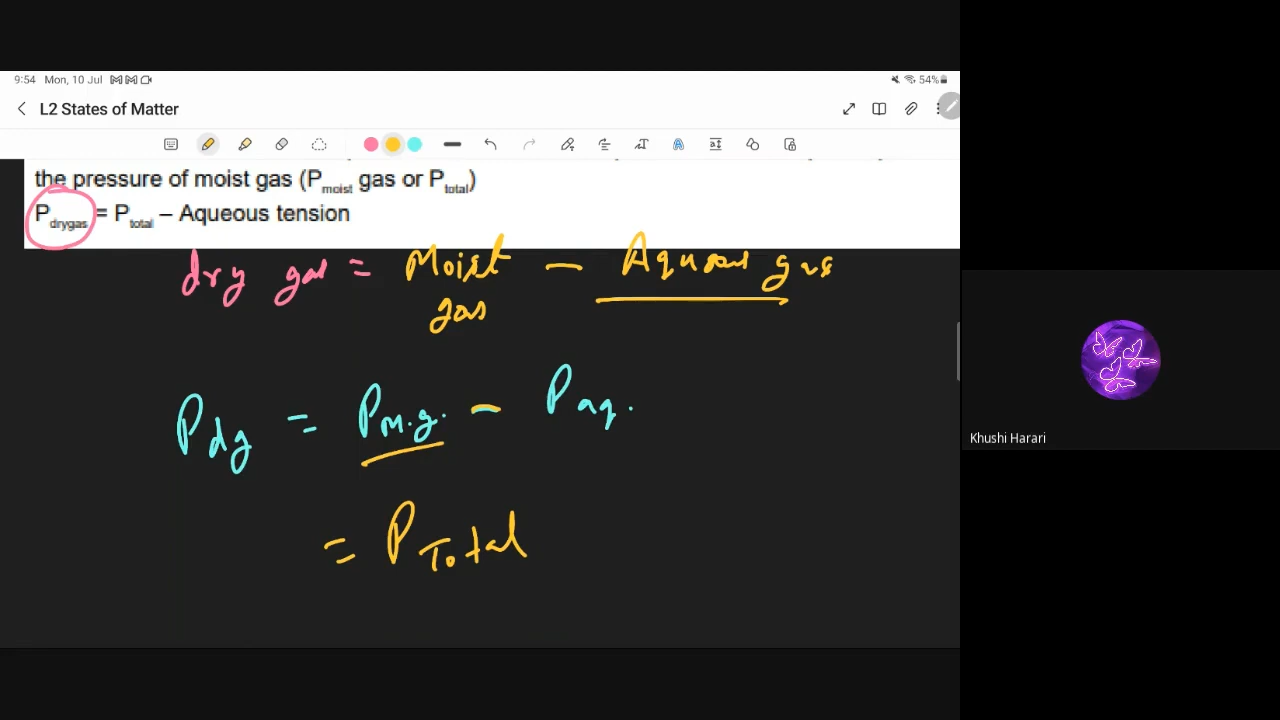 9:54 Mon, 10 Jul 54%
L2 States of Matter
the pressure of moist gas (Pmoist gas or Ptotal)
Pdrygas = Ptotal – Aqueous tension
dry gas = Moist gas – Aqueous gas
Pdg = PM.g. – Paq.
= PTotal
Khushi Harari